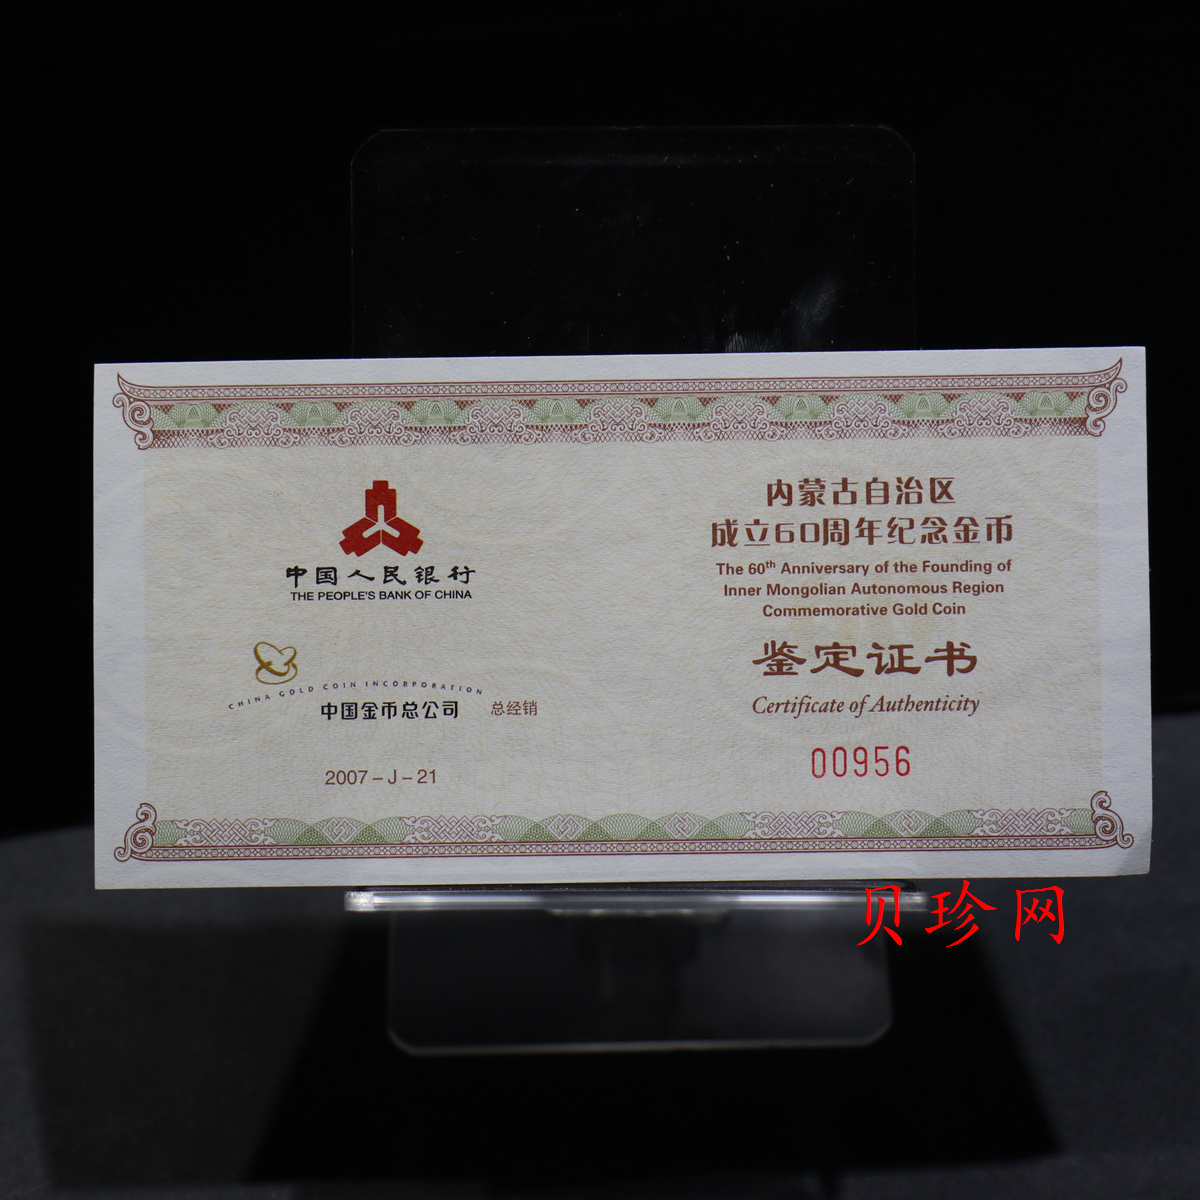 中国人民银行
THE PEOPLE'S BANK OF CHINA
CHINA GOLD COIN INCORPORATION
中国金币总公司 总经销
2007-J-21
内蒙古自治区
成立60周年纪念金币
The 60th Anniversary of the Founding of
Inner Mongolian Autonomous Region
Commemorative Gold Coin
鉴定证书
Certificate of Authenticity
00956
贝珍网